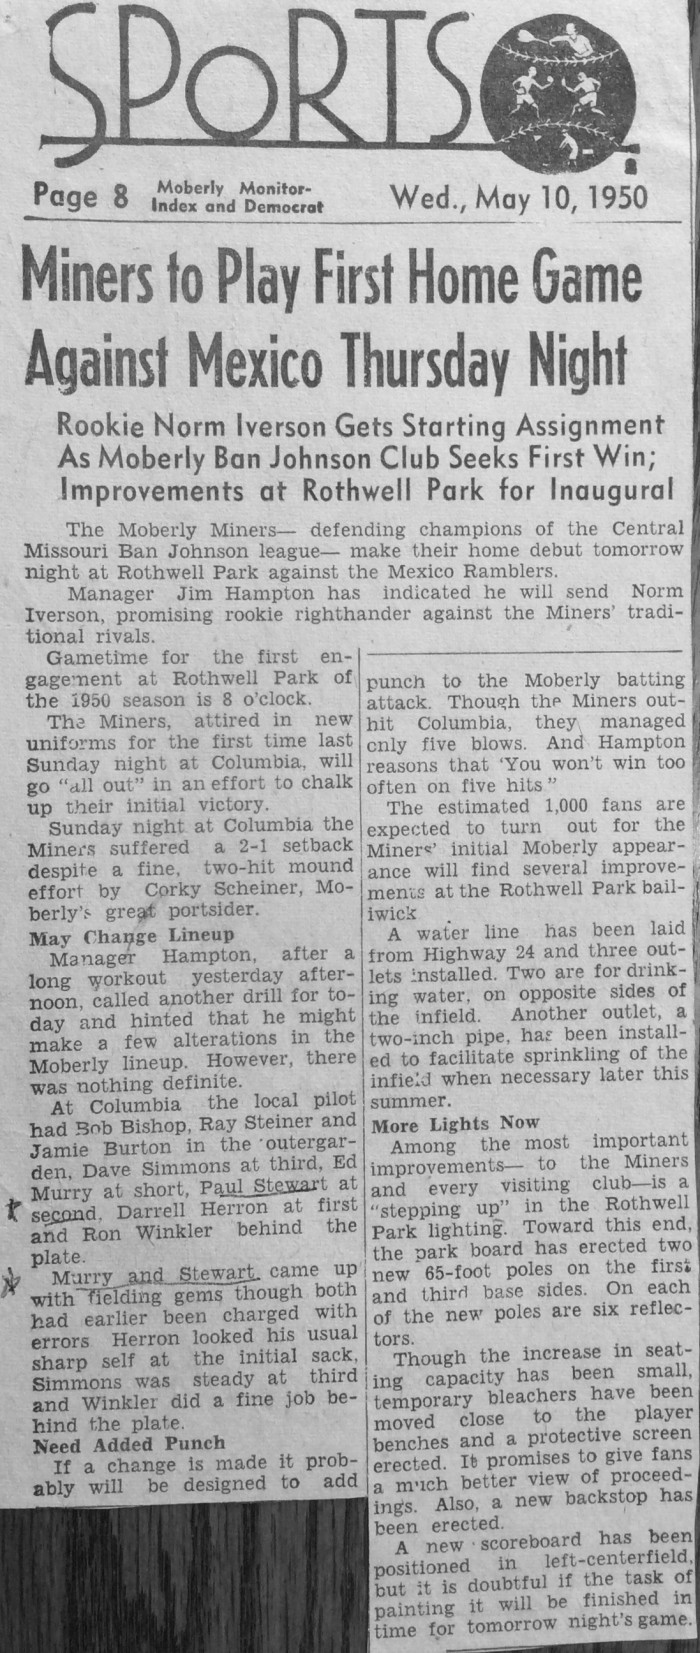 SPORTS
Page 8 Moberly Monitor-
Index and Democrat
Wed., May 10, 1950
Miners to Play First Home Game
Against Mexico Thursday Night
Rookie Norm Iverson Gets Starting Assignment
As Moberly Ban Johnson Club Seeks First Win;
Improvements at Rothwell Park for Inaugural
The Moberly Miners— defending champions of the Central
Missouri Ban Johnson league— make their home debut tomorrow
night at Rothwell Park against the Mexico Ramblers.
Manager Jim Hampton has indicated he will send Norm
Iverson, promising rookie righthander against the Miners' tradi-
tional rivals.
Gametime for the first en-
gagement at Rothwell Park of
the 1950 season is 8 o'clock.
The Miners, attired in new
uniforms for the first time last
Sunday night at Columbia, will
go "all out" in an effort to chalk
up their initial victory.
Sunday night at Columbia the
Miners suffered a 2-1 setback
despite a fine, two-hit mound
effort by Corky Scheiner, Mo-
berly's great portsider.
May Change Lineup
Manager Hampton, after a
long workout yesterday after-
noon, called another drill for to-
day and hinted that he might
make a few alterations in the
Moberly lineup. However, there
was nothing definite.
At Columbia the local pilot
had Bob Bishop, Ray Steiner and
Jamie Burton in the outergar-
den, Dave Simmons at third, Ed
Murry at short, Paul Stewart at
second, Darrell Herron at first
and Ron Winkler behind the
plate.
Murry and Stewart came up
with fielding gems though both
had earlier been charged with
errors Herron looked his usual
sharp self at the initial sack,
Simmons was steady at third
and Winkler did a fine job be-
hind the plate.
Need Added Punch
If a change is made it prob-
ably will be designed to add
punch to the Moberly batting
attack. Though the Miners out-
hit Columbia, they managed
only five blows. And Hampton
reasons that 'You won't win too
often on five hits"
The estimated 1,000 fans are
expected to turn out for the
Miners' initial Moberly appear-
ance will find several improve-
ments at the Rothwell Park bail-
iwick
A water line has been laid
from Highway 24 and three out-
lets installed. Two are for drink-
ing water, on opposite sides of
the infield. Another outlet, a
two-inch pipe, has been install-
ed to facilitate sprinkling of the
infield when necessary later this
summer.
More Lights Now
Among the most important
improvements— to the Miners
and every visiting club—is a
"stepping up" in the Rothwell
Park lighting. Toward this end,
the park board has erected two
new 65-foot poles on the first
and third base sides. On each
of the new poles are six reflec-
tors.
Though the increase in seat-
ing capacity has been small,
temporary bleachers have been
moved close to the player
benches and a protective screen
erected. It promises to give fans
a much better view of proceed-
ings. Also, a new backstop has
been erected.
A new scoreboard has been
positioned in left-centerfield,
but it is doubtful if the task of
painting it will be finished in
time for tomorrow night's game.